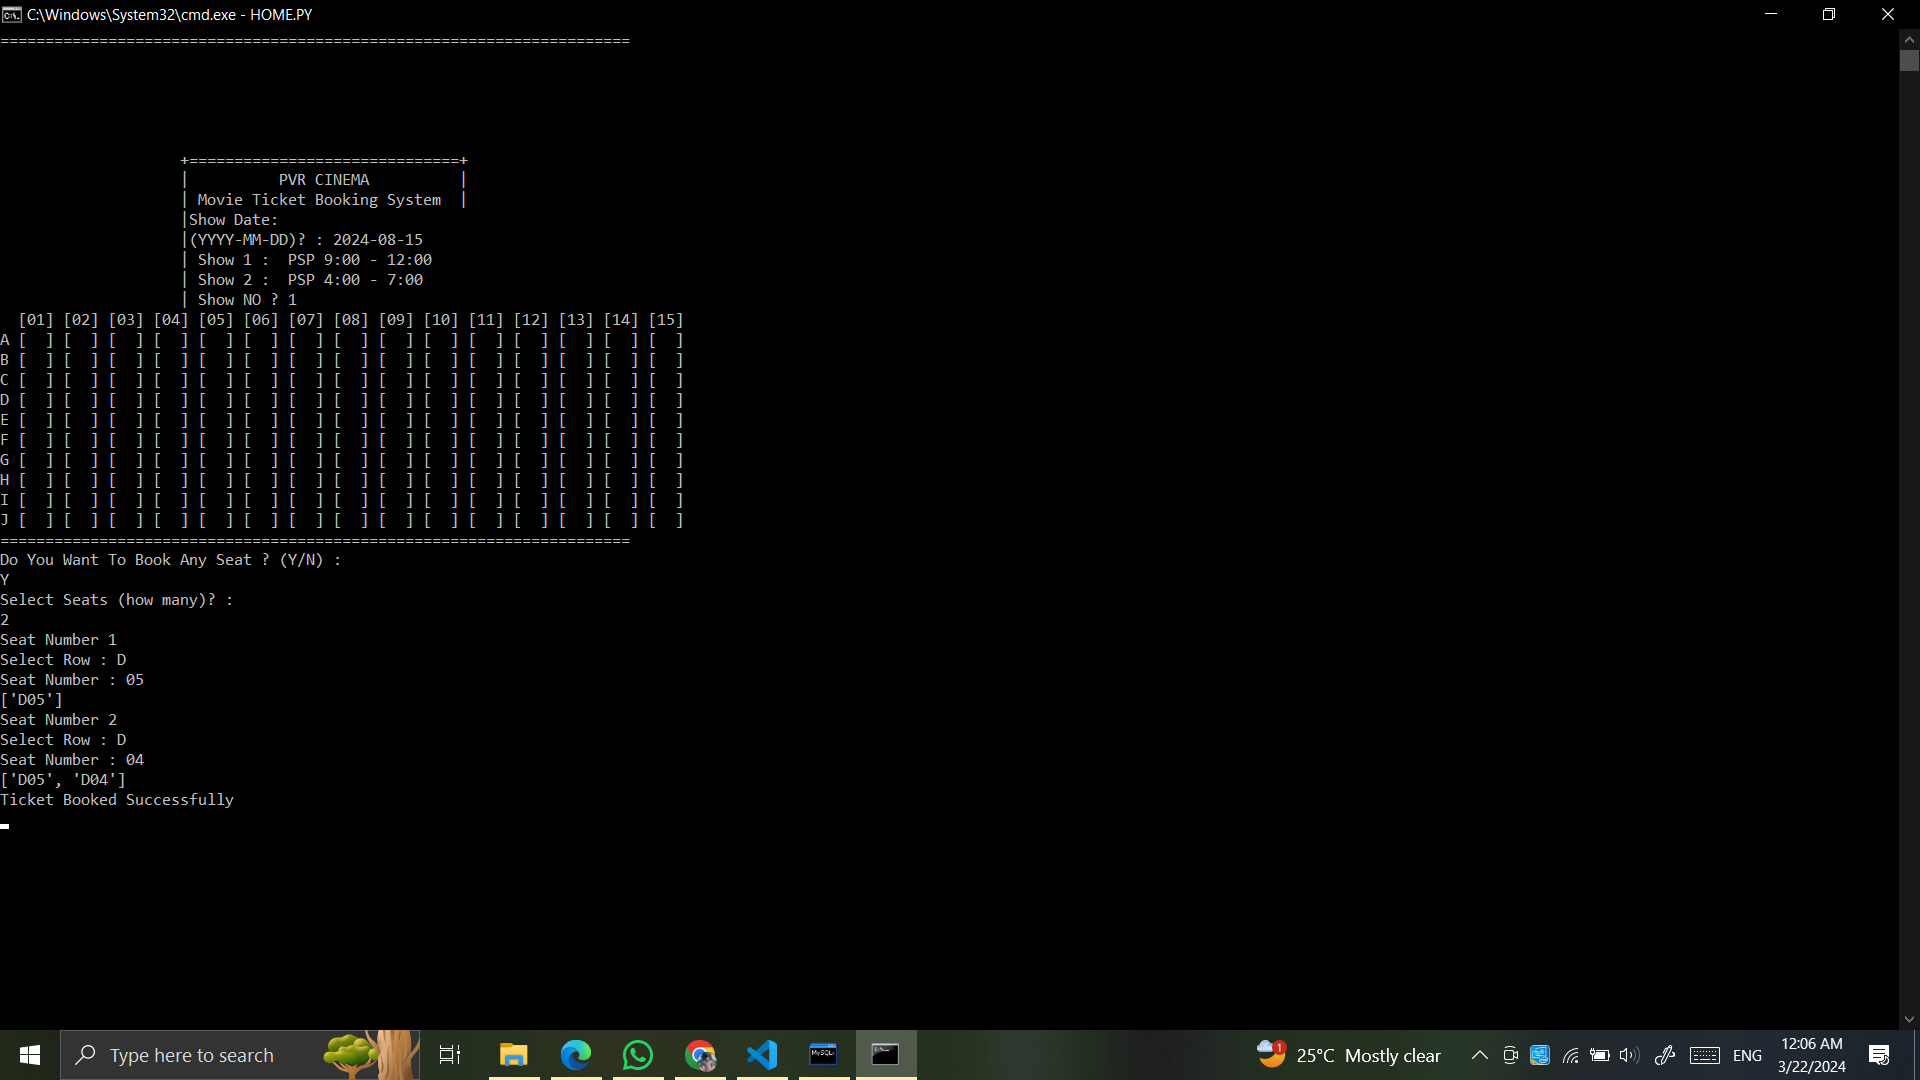 C:\Windows\System32\cmd.exe - HOME.PY
======================================================================
+==============================+
|          PVR CINEMA          |
| Movie Ticket Booking System  |
|Show Date:
|(YYYY-MM-DD)? : 2024-08-15
| Show 1 :  PSP 9:00 - 12:00
| Show 2 :  PSP 4:00 - 7:00
| Show NO ? 1
  [01] [02] [03] [04] [05] [06] [07] [08] [09] [10] [11] [12] [13] [14] [15]
A [  ] [  ] [  ] [  ] [  ] [  ] [  ] [  ] [  ] [  ] [  ] [  ] [  ] [  ] [  ]
B [  ] [  ] [  ] [  ] [  ] [  ] [  ] [  ] [  ] [  ] [  ] [  ] [  ] [  ] [  ]
C [  ] [  ] [  ] [  ] [  ] [  ] [  ] [  ] [  ] [  ] [  ] [  ] [  ] [  ] [  ]
D [  ] [  ] [  ] [  ] [  ] [  ] [  ] [  ] [  ] [  ] [  ] [  ] [  ] [  ] [  ]
E [  ] [  ] [  ] [  ] [  ] [  ] [  ] [  ] [  ] [  ] [  ] [  ] [  ] [  ] [  ]
F [  ] [  ] [  ] [  ] [  ] [  ] [  ] [  ] [  ] [  ] [  ] [  ] [  ] [  ] [  ]
G [  ] [  ] [  ] [  ] [  ] [  ] [  ] [  ] [  ] [  ] [  ] [  ] [  ] [  ] [  ]
H [  ] [  ] [  ] [  ] [  ] [  ] [  ] [  ] [  ] [  ] [  ] [  ] [  ] [  ] [  ]
I [  ] [  ] [  ] [  ] [  ] [  ] [  ] [  ] [  ] [  ] [  ] [  ] [  ] [  ] [  ]
J [  ] [  ] [  ] [  ] [  ] [  ] [  ] [  ] [  ] [  ] [  ] [  ] [  ] [  ] [  ]
======================================================================
Do You Want To Book Any Seat ? (Y/N) :
Y
Select Seats (how many)? :
2
Seat Number 1
Select Row : D
Seat Number : 05
['D05']
Seat Number 2
Select Row : D
Seat Number : 04
['D05', 'D04']
Ticket Booked Successfully
Type here to search
MySQL
1
25°C Mostly clear
ENG
12:06 AM
3/22/2024